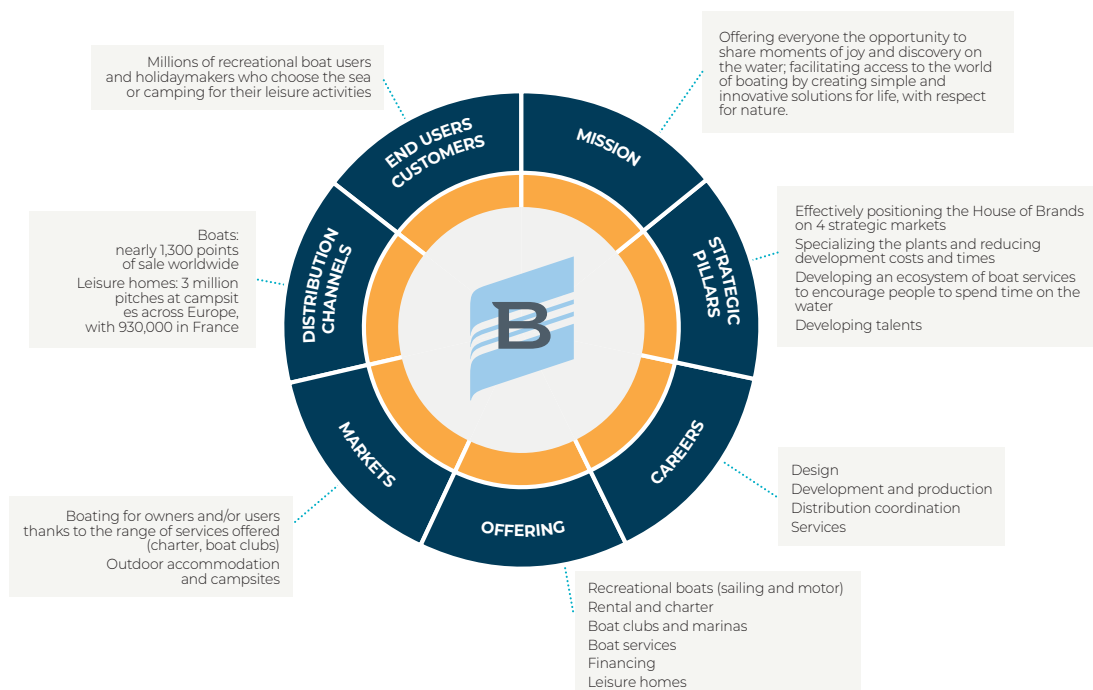 Offering everyone the opportunity to
share moments of joy and discovery on
the water; facilitating access to the world
of boating by creating simple and
innovative solutions for life, with respect
for nature.
Millions of recreational boat users
and holidaymakers who choose the sea
or camping for their leisure activities
END USERS
CUSTOMERS
MISSION
Effectively positioning the House of Brands
on 4 strategic markets
Specializing the plants and reducing
development costs and times
Developing an ecosystem of boat services
to encourage people to spend time on the
water
Developing talents
STRATEGIC
PILLARS
Boats:
nearly 1,300 points
of sale worldwide
Leisure homes: 3 million
pitches at campsit
es across Europe,
with 930,000 in France
DISTRIBUTION
CHANNELS
B
MARKETS
CAREERS
OFFERING
Design
Development and production
Distribution coordination
Services
Boating for owners and/or users
thanks to the range of services offered
(charter, boat clubs)
Outdoor accommodation
and campsites
Recreational boats (sailing and motor)
Rental and charter
Boat clubs and marinas
Boat services
Financing
Leisure homes